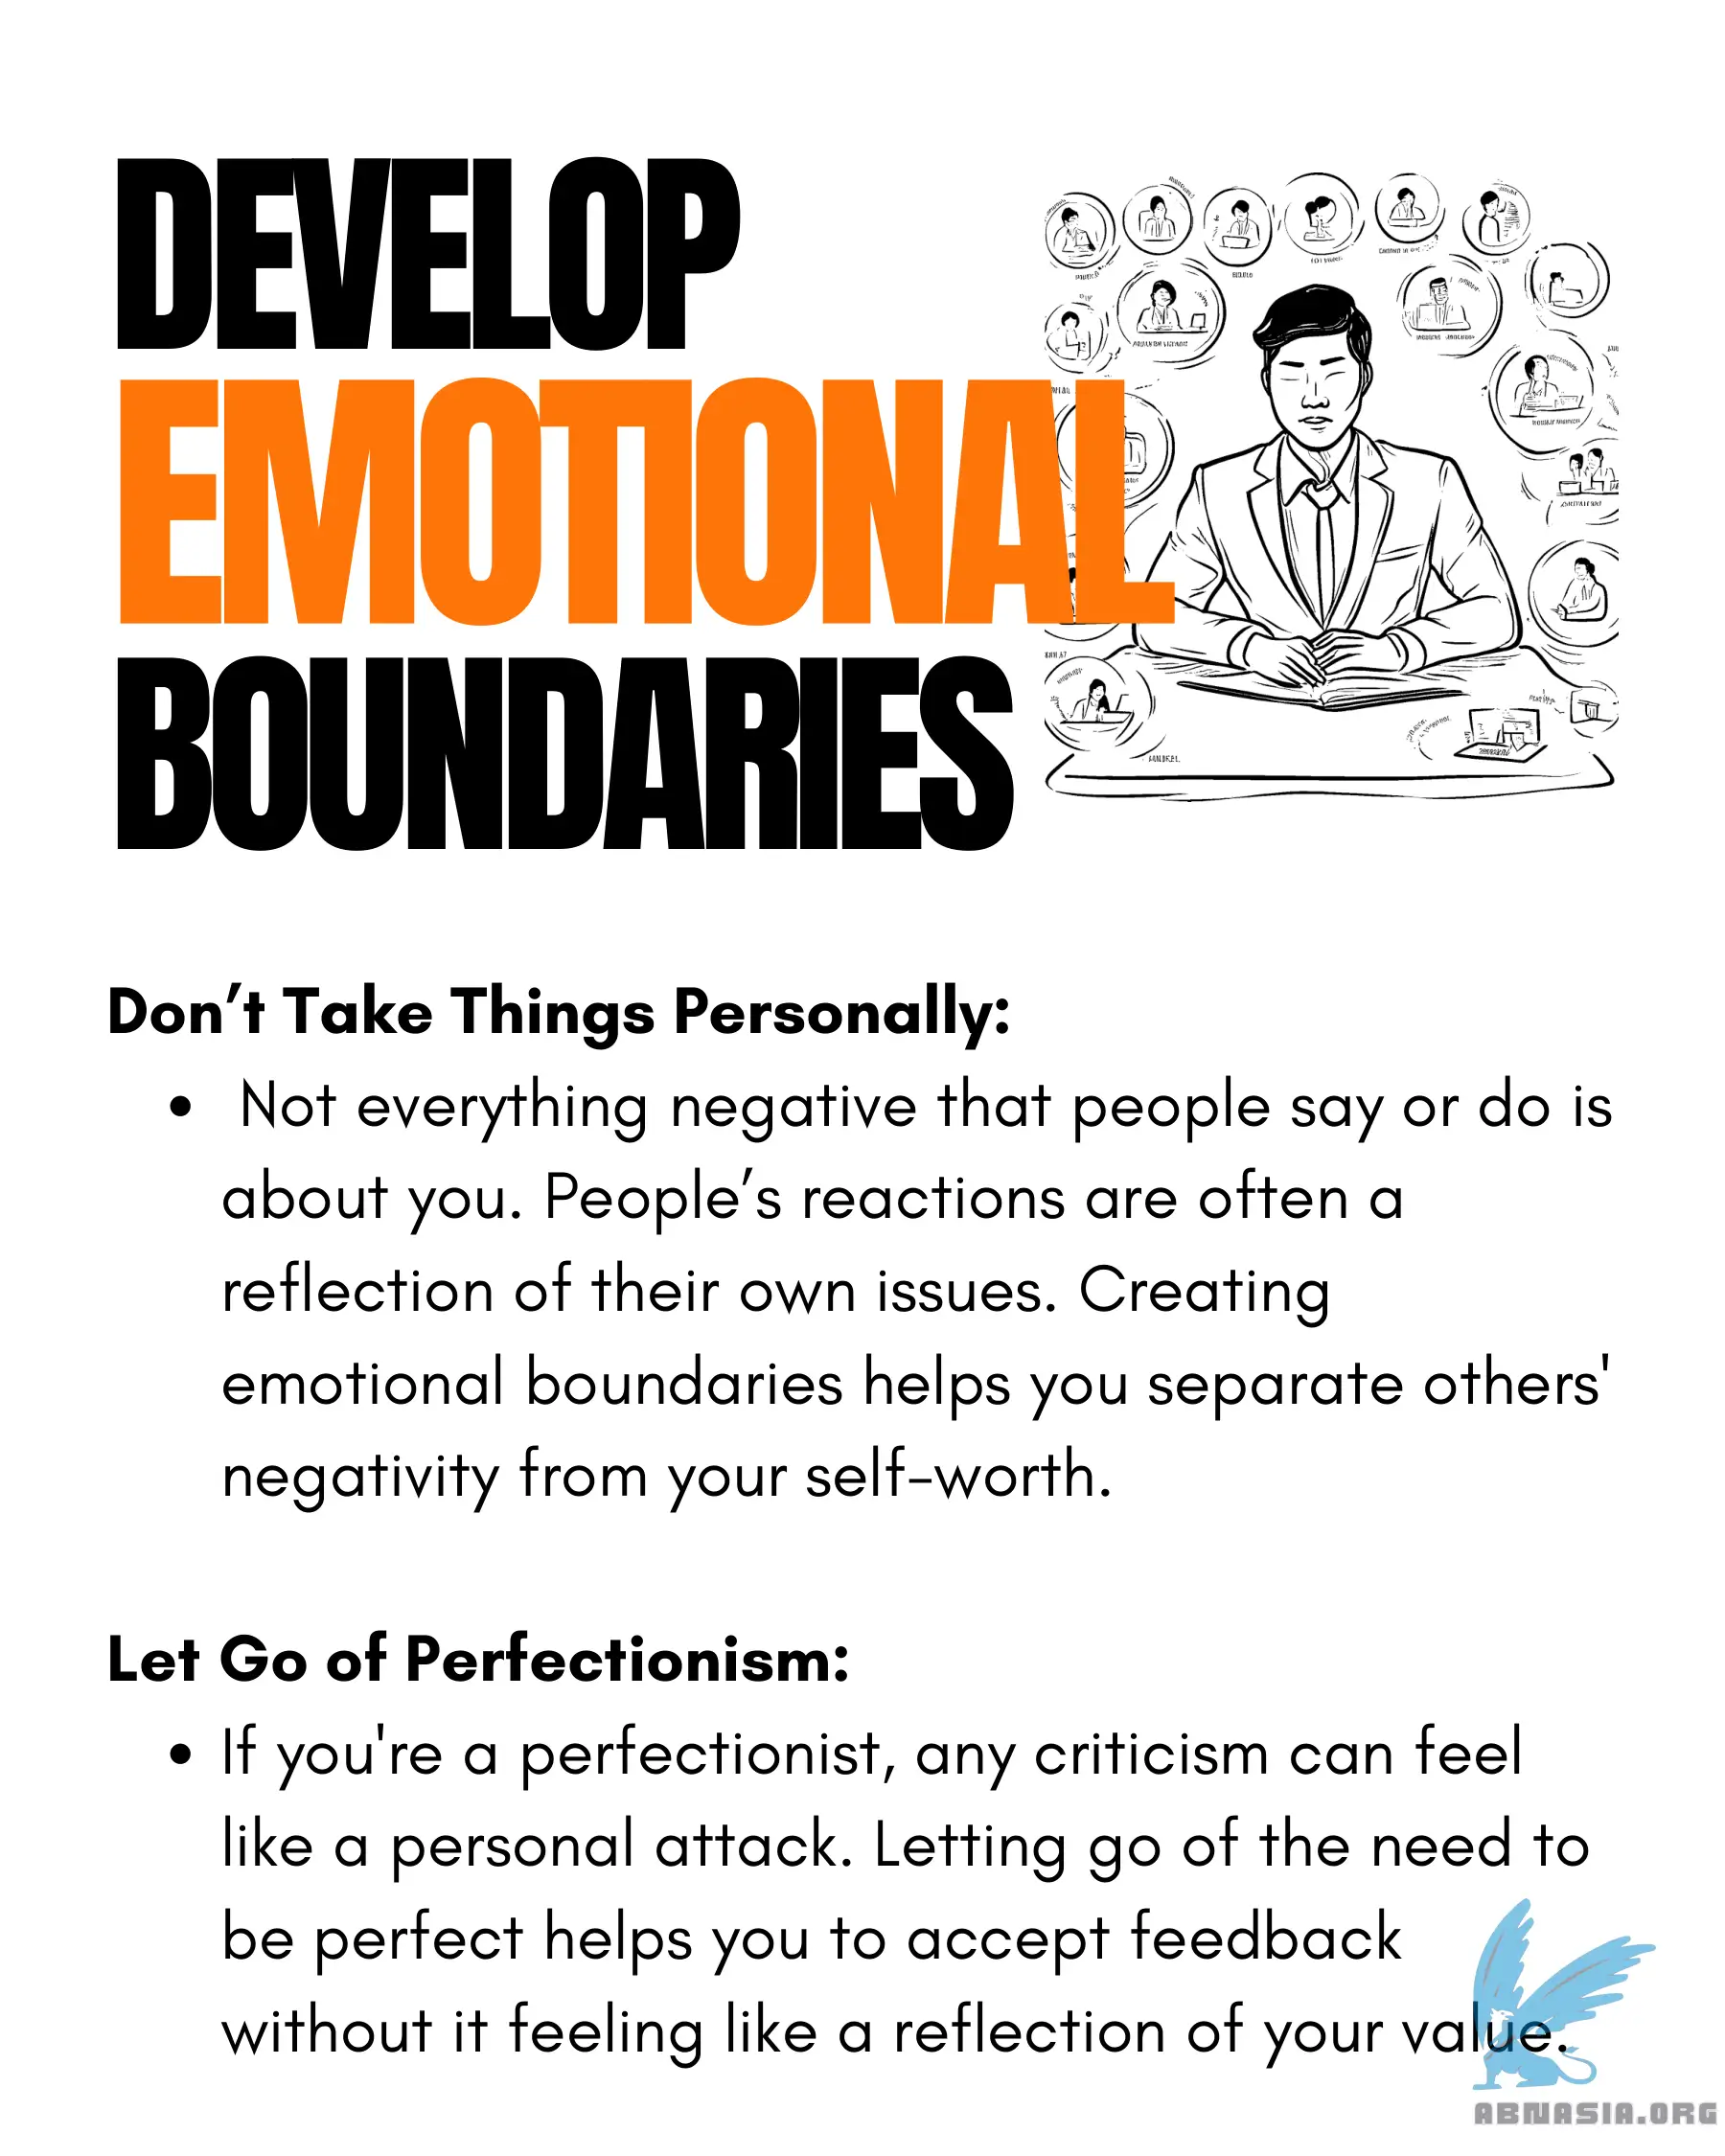 DEVELOP
EMOTIONAL
BOUNDARIES
Don’t Take Things Personally:
• Not everything negative that people say or do is
about you. People’s reactions are often a
reflection of their own issues. Creating
emotional boundaries helps you separate others'
negativity from your self-worth.
Let Go of Perfectionism:
• If you're a perfectionist, any criticism can feel
like a personal attack. Letting go of the need to
be perfect helps you to accept feedback
without it feeling like a reflection of your value.
ABNASIA.ORG